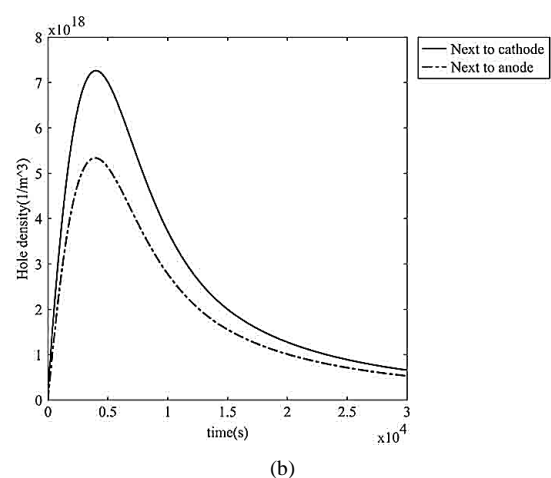 x10^18
8
7
6
5
4
3
2
1
0
Hole density(1/m^3)
0 0.5 1 1.5 2 2.5 3
time(s)
x10^4
Next to cathode
Next to anode
(b)